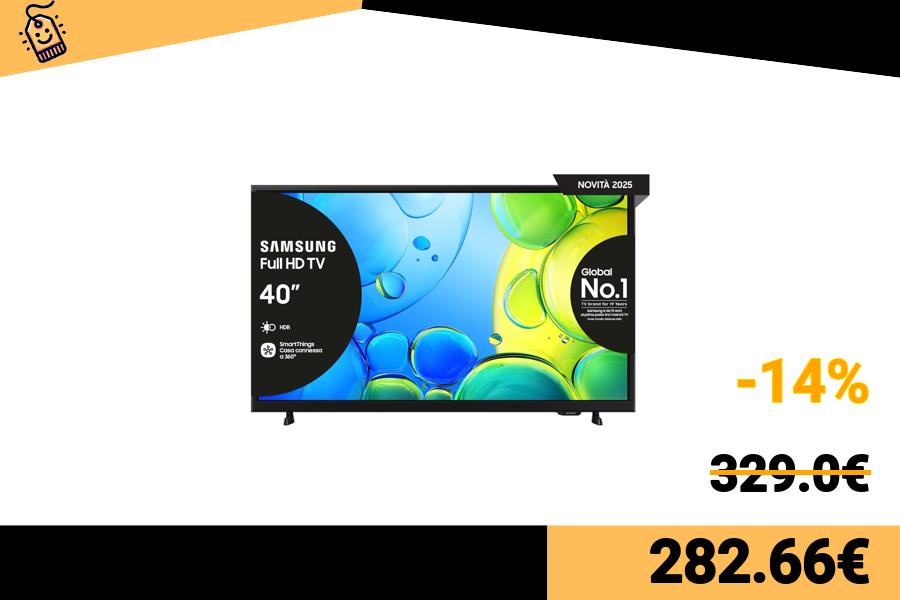 NOVITÀ 2025
SAMSUNG
Full HD TV
40"
HDR
SmartThings
Casa connessa
a 360°
Global
No.1
TV brand for 19 Years
Samsung è da 19 anni
al primo posto tra i marchi TV
-14%
329.0€
282.66€